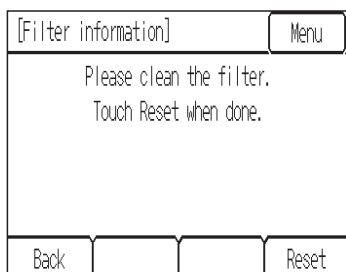 [Filter information]
Menu
Please clean the filter.
Touch Reset when done.
Back
Reset